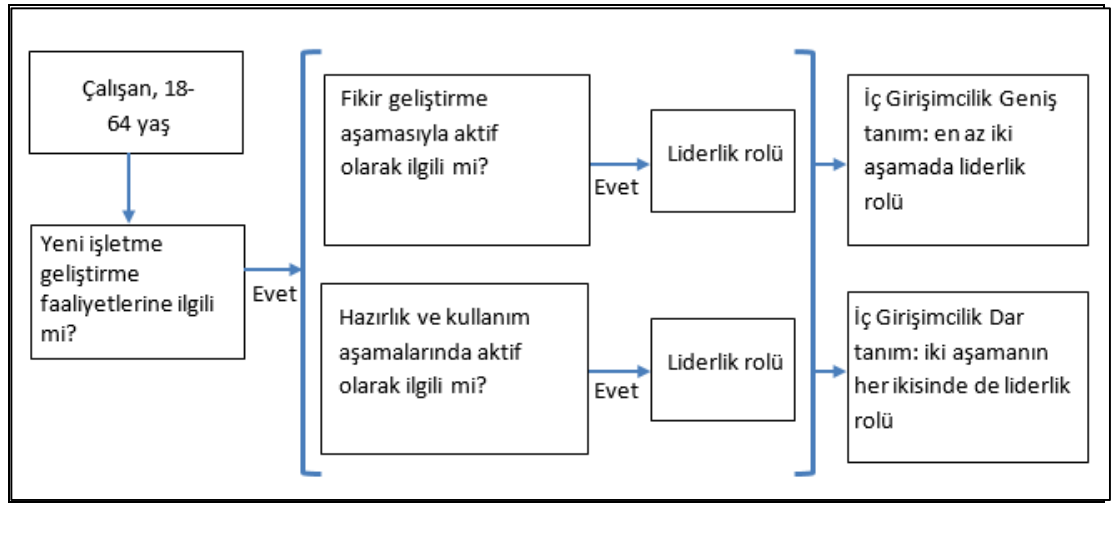 Çalışan, 18-
64 yaş
Yeni işletme
geliştirme
faaliyetlerine ilgili
mi?
Evet
Fikir geliştirme
aşamasıyla aktif
olarak ilgili mi?
Evet
Liderlik rolü
Hazırlık ve kullanım
aşamalarında aktif
olarak ilgili mi?
Evet
Liderlik rolü
İç Girişimcilik Geniş
tanım: en az iki
aşamada liderlik
rolü
İç Girişimcilik Dar
tanım: iki aşamanın
her ikisinde de liderlik
rolü